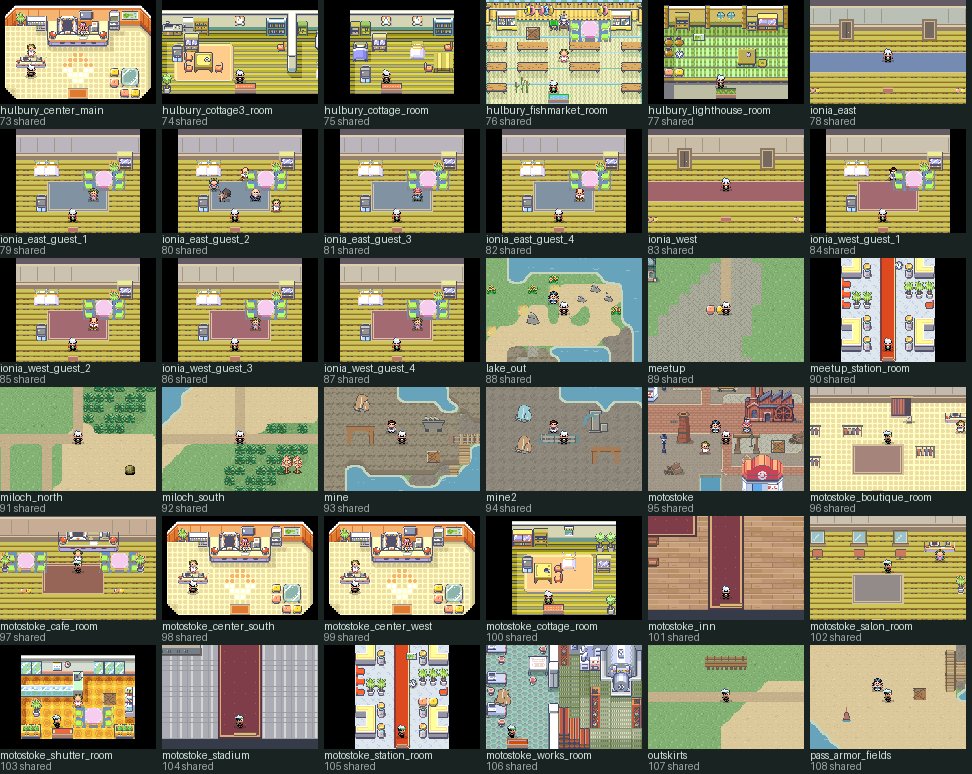 hulbury_center_main
73 shared
hulbury_cottage3_room
74 shared
hulbury_cottage_room
75 shared
hulbury_fishmarket_room
76 shared
hulbury_lighthouse_room
77 shared
ionia_east
78 shared
ionia_east_guest_1
79 shared
ionia_east_guest_2
80 shared
ionia_east_guest_3
81 shared
ionia_east_guest_4
82 shared
ionia_west
83 shared
ionia_west_guest_1
84 shared
ionia_west_guest_2
85 shared
ionia_west_guest_3
86 shared
ionia_west_guest_4
87 shared
lake_out
88 shared
meetup
89 shared
meetup_station_room
90 shared
miloch_north
91 shared
miloch_south
92 shared
mine
93 shared
mine2
94 shared
motostoke
95 shared
motostoke_boutique_room
96 shared
motostoke_cafe_room
97 shared
motostoke_center_south
98 shared
motostoke_center_west
99 shared
motostoke_cottage_room
100 shared
motostoke_inn
101 shared
motostoke_salon_room
102 shared
motostoke_shutter_room
103 shared
motostoke_stadium
104 shared
motostoke_station_room
105 shared
motostoke_works_room
106 shared
outskirts
107 shared
pass_armor_fields
108 shared